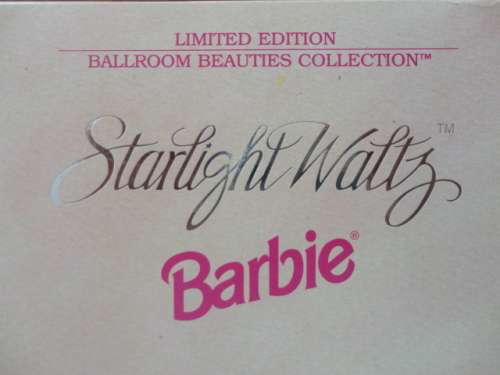 LIMITED EDITION
BALLROOM BEAUTIES COLLECTION™
Starlight Waltz™
Barbie®